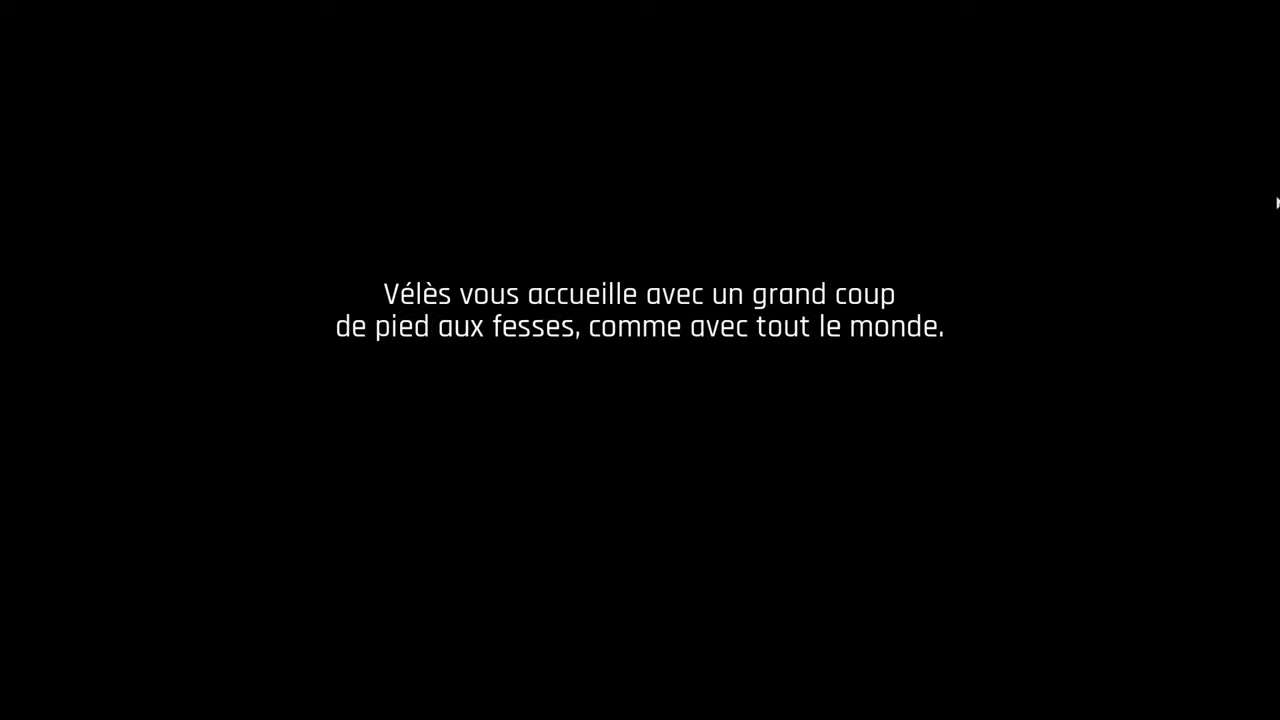 Vélès vous accueille avec un grand coup
de pied aux fesses, comme avec tout le monde.